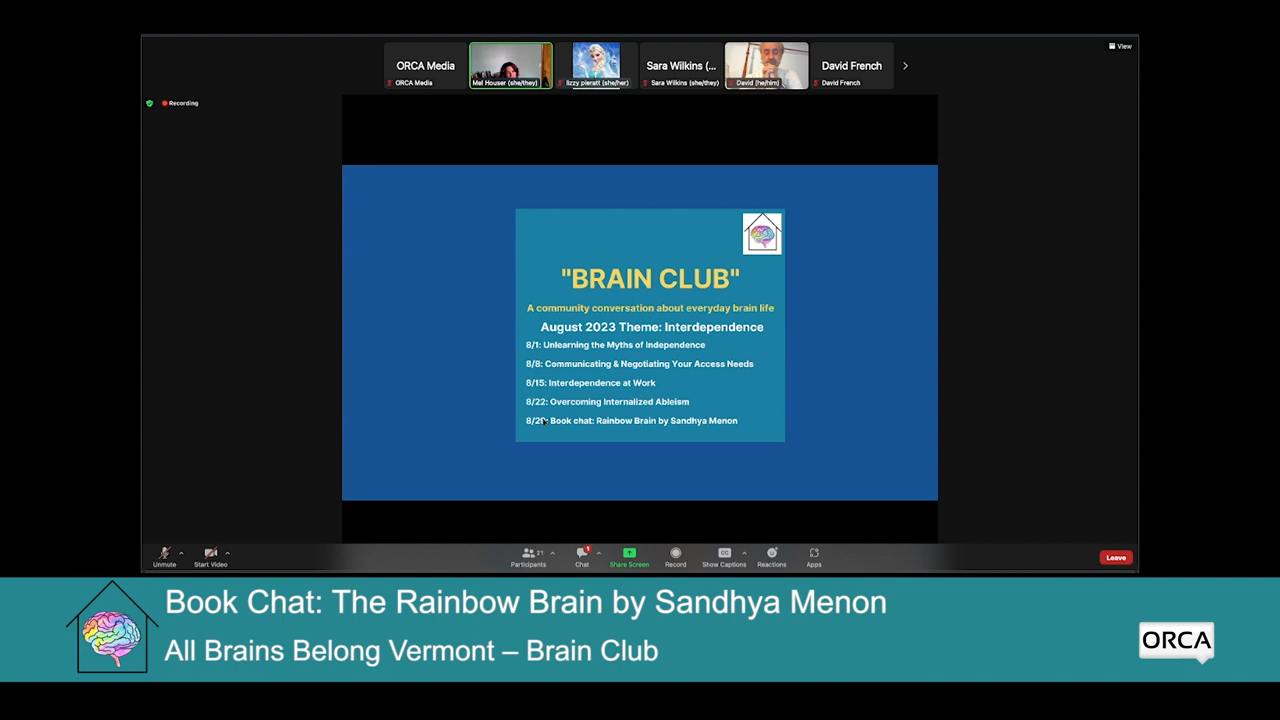 View
ORCA Media
ORCA Media
Mel Houser (she/they)
lizzy pieratt (she/her)
Sara Wilkins (...
Sara Wilkins (she/they)
David (he/him)
David French
David French
Recording
"BRAIN CLUB"
A community conversation about everyday brain life
August 2023 Theme: Interdependence
8/1: Unlearning the Myths of Independence
8/8: Communicating & Negotiating Your Access Needs
8/15: Interdependence at Work
8/22: Overcoming Internalized Ableism
8/29: Book chat: Rainbow Brain by Sandhya Menon
Unmute
Start Video
21
Participants
1
Chat
Share Screen
Record
CC
Show Captions
Reactions
Apps
Leave
Book Chat: The Rainbow Brain by Sandhya Menon
All Brains Belong Vermont – Brain Club
ORCA